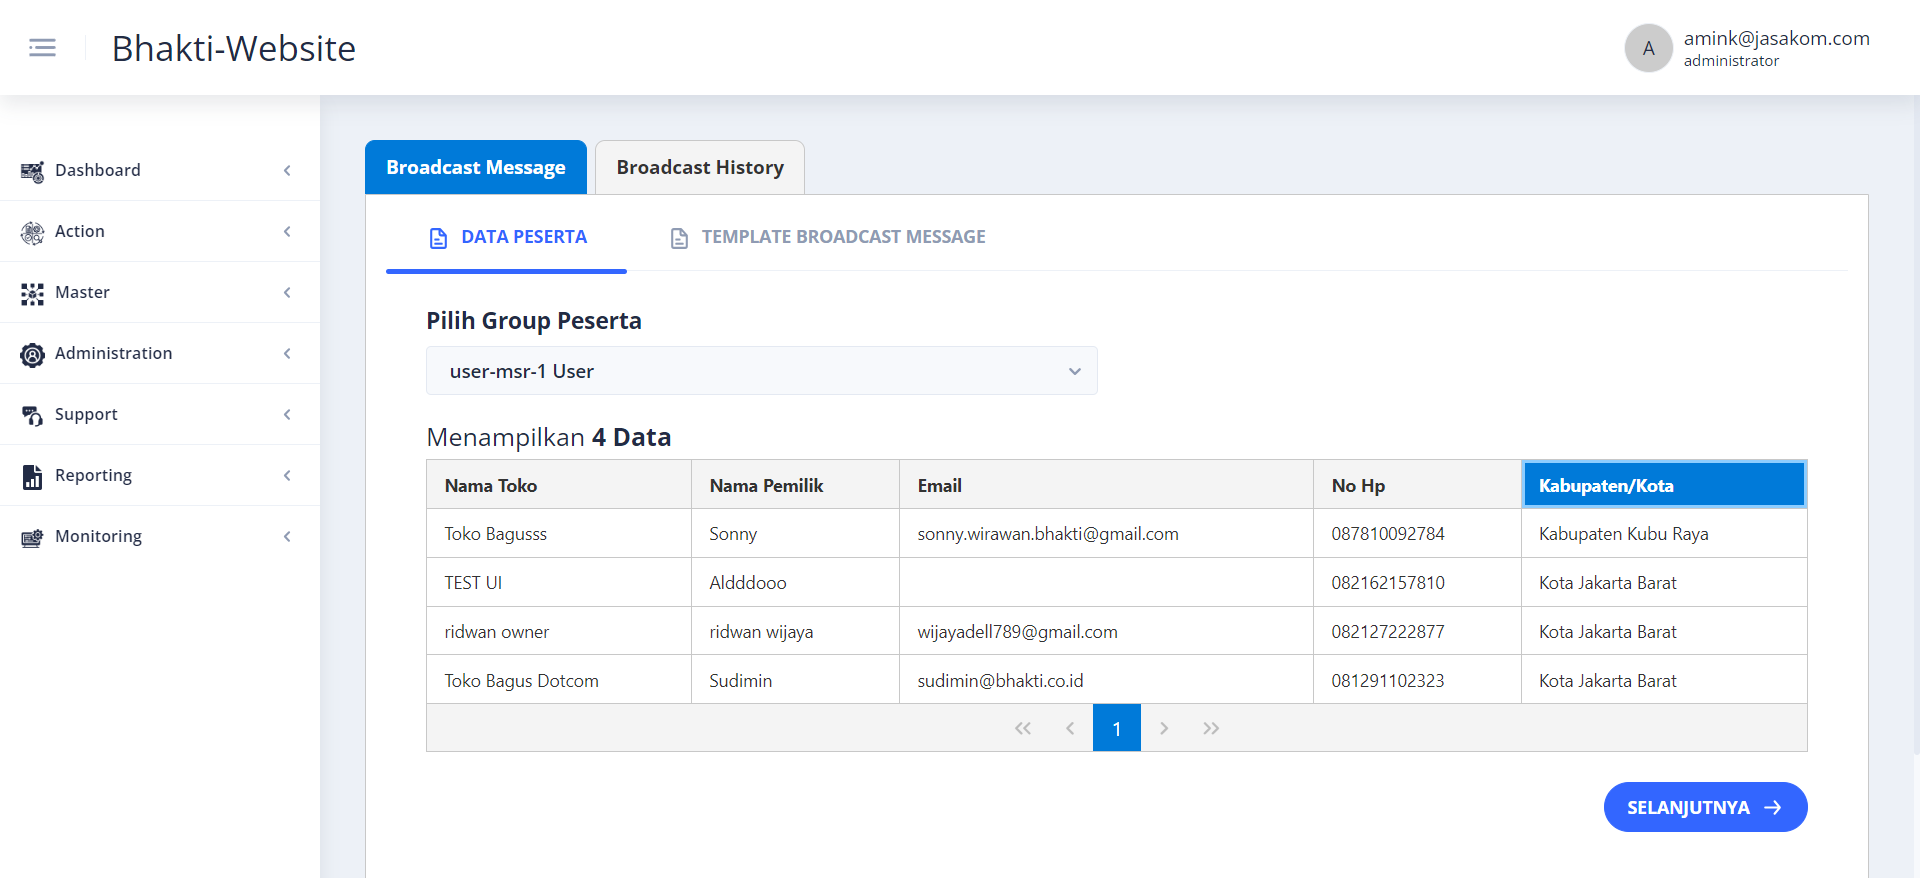 Bhakti-Website
A
amink@jasakom.com
administrator
Dashboard
Action
Master
Administration
Support
Reporting
Monitoring
Broadcast Message
Broadcast History
DATA PESERTA
TEMPLATE BROADCAST MESSAGE
Pilih Group Peserta
user-msr-1 User
Menampilkan 4 Data
Nama Toko Nama Pemilik Email No Hp Kabupaten/Kota
Toko Bagusss Sonny sonny.wirawan.bhakti@gmail.com 087810092784 Kabupaten Kubu Raya
TEST UI Aldddooo 082162157810 Kota Jakarta Barat
ridwan owner ridwan wijaya wijayadell789@gmail.com 082127222877 Kota Jakarta Barat
Toko Bagus Dotcom Sudimin sudimin@bhakti.co.id 081291102323 Kota Jakarta Barat
1
SELANJUTNYA